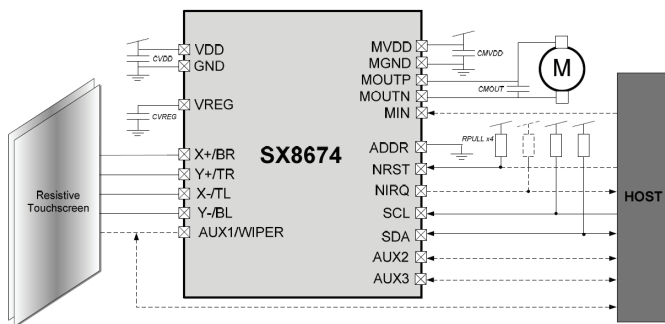 CVDD
VDD
GND
CVREG
VREG
X+/BR
Y+/TR
X-/TL
Y-/BL
AUX1/WIPER
Resistive
Touchscreen
SX8674
MVDD
MGND
MOUTP
MOUTN
MIN
ADDR
NRST
NIRQ
SCL
SDA
AUX2
AUX3
CMVDD
CMOUT
M
RPULL x4
HOST